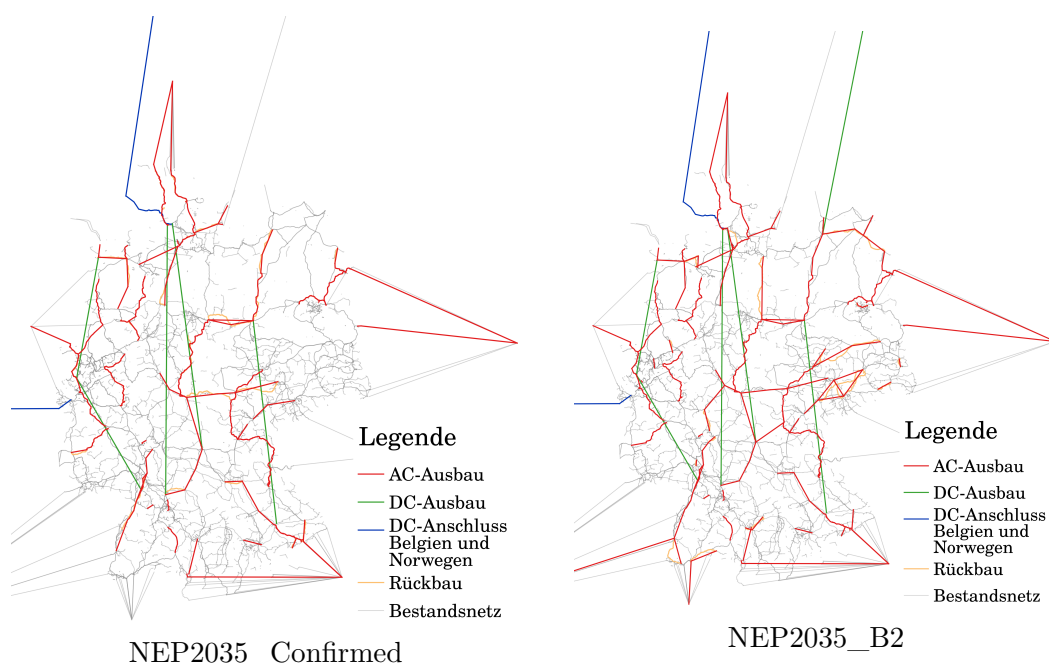 Legende
AC-Ausbau
DC-Ausbau
DC-Anschluss
Belgien und
Norwegen
Rückbau
Bestandsnetz
NEP2035 Confirmed
Legende
AC-Ausbau
DC-Ausbau
DC-Anschluss
Belgien und
Norwegen
Rückbau
Bestandsnetz
NEP2035_B2